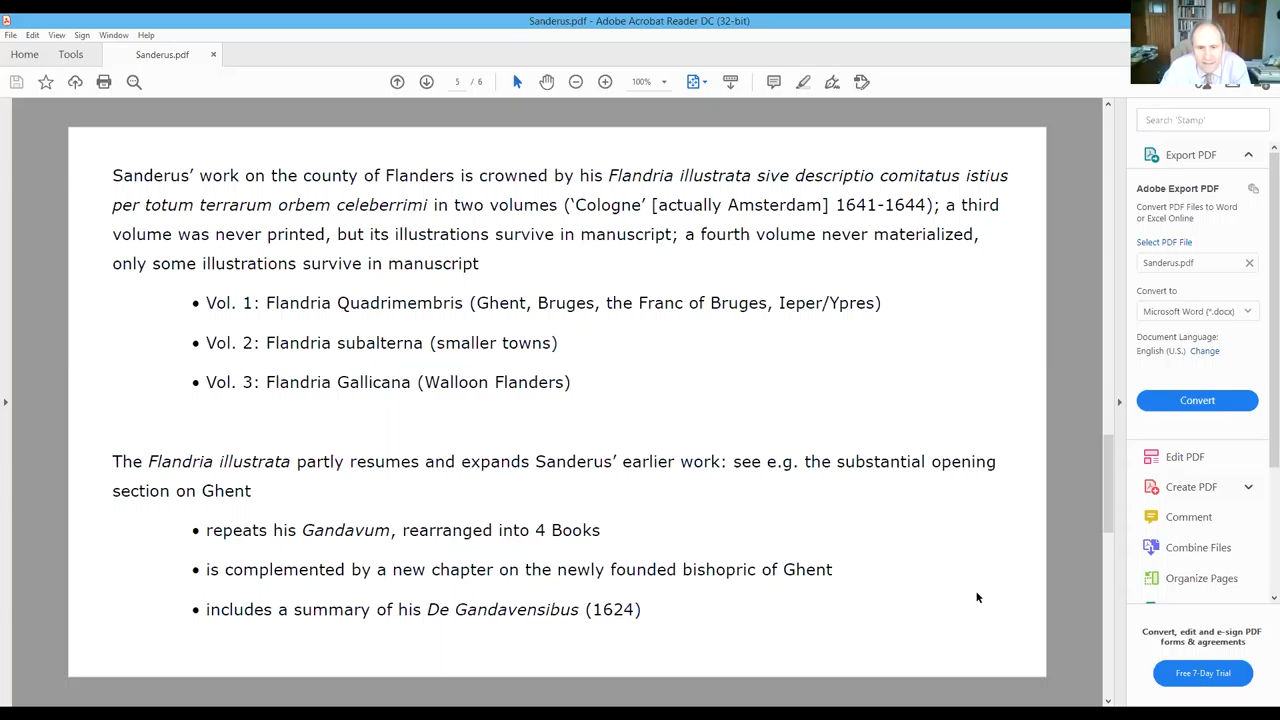 Sanderus.pdf - Adobe Acrobat Reader DC (32-bit)
File Edit View Sign Window Help
Home Tools Sanderus.pdf ×
5 / 6 100%
Sanderus’ work on the county of Flanders is crowned by his Flandria illustrata sive descriptio comitatus istius
per totum terrarum orbem celeberrimi in two volumes (‘Cologne’ [actually Amsterdam] 1641-1644); a third
volume was never printed, but its illustrations survive in manuscript; a fourth volume never materialized,
only some illustrations survive in manuscript
• Vol. 1: Flandria Quadrimembris (Ghent, Bruges, the Franc of Bruges, Ieper/Ypres)
• Vol. 2: Flandria subalterna (smaller towns)
• Vol. 3: Flandria Gallicana (Walloon Flanders)
The Flandria illustrata partly resumes and expands Sanderus’ earlier work: see e.g. the substantial opening
section on Ghent
• repeats his Gandavum, rearranged into 4 Books
• is complemented by a new chapter on the newly founded bishopric of Ghent
• includes a summary of his De Gandavensibus (1624)
Search 'Stamp'
Export PDF
Adobe Export PDF
Convert PDF Files to Word
or Excel Online
Select PDF File
Sanderus.pdf
Convert to
Microsoft Word (*.docx)
Document Language:
English (U.S.) Change
Convert
Edit PDF
Create PDF
Comment
Combine Files
Organize Pages
Convert, edit and e-sign PDF
forms & agreements
Free 7-Day Trial